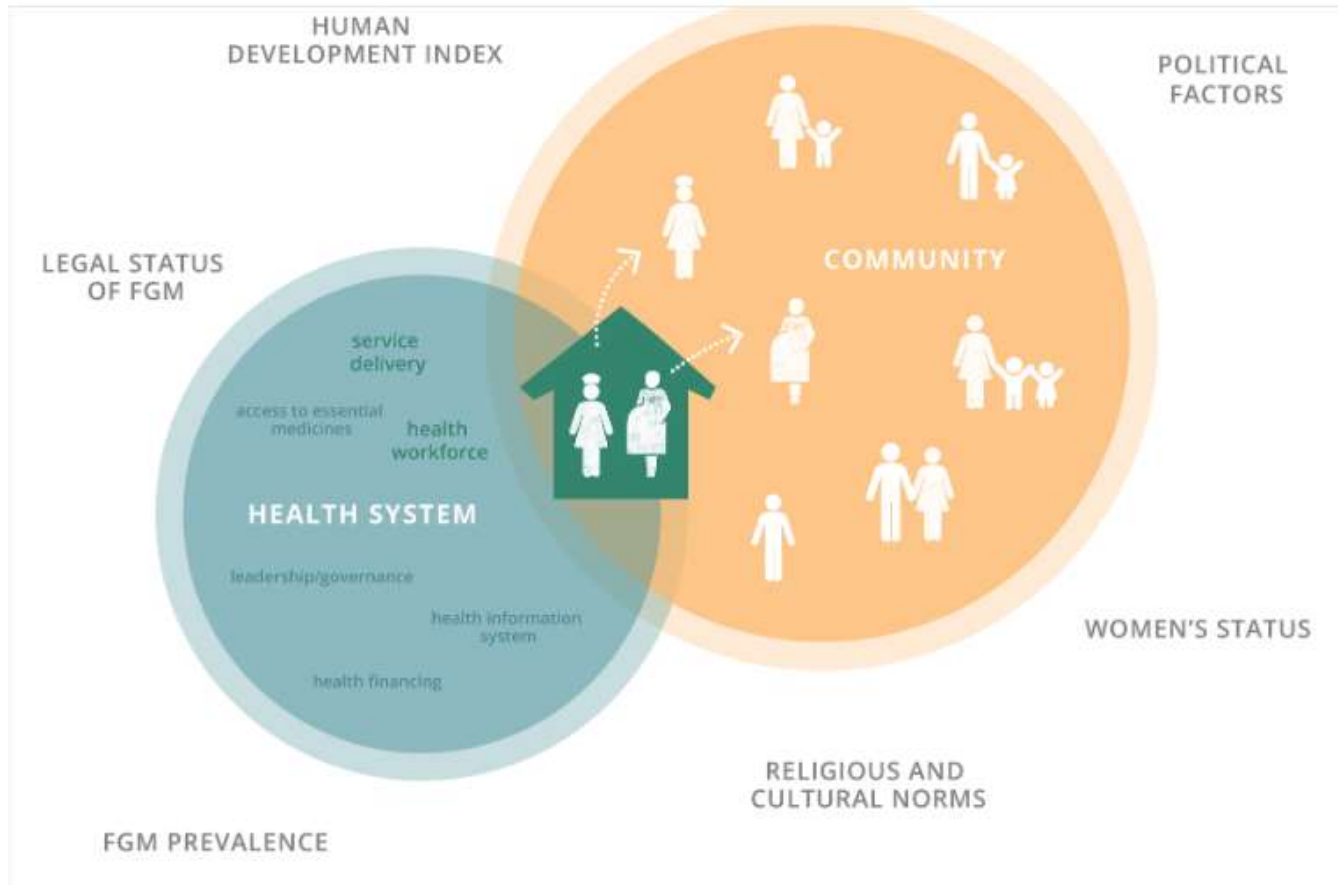 HUMAN
DEVELOPMENT INDEX
POLITICAL
FACTORS
LEGAL STATUS
OF FGM
COMMUNITY
service
delivery
access to essential
medicines
health
workforce
HEALTH SYSTEM
leadership/governance
health information
system
health financing
WOMEN'S STATUS
RELIGIOUS AND
CULTURAL NORMS
FGM PREVALENCE